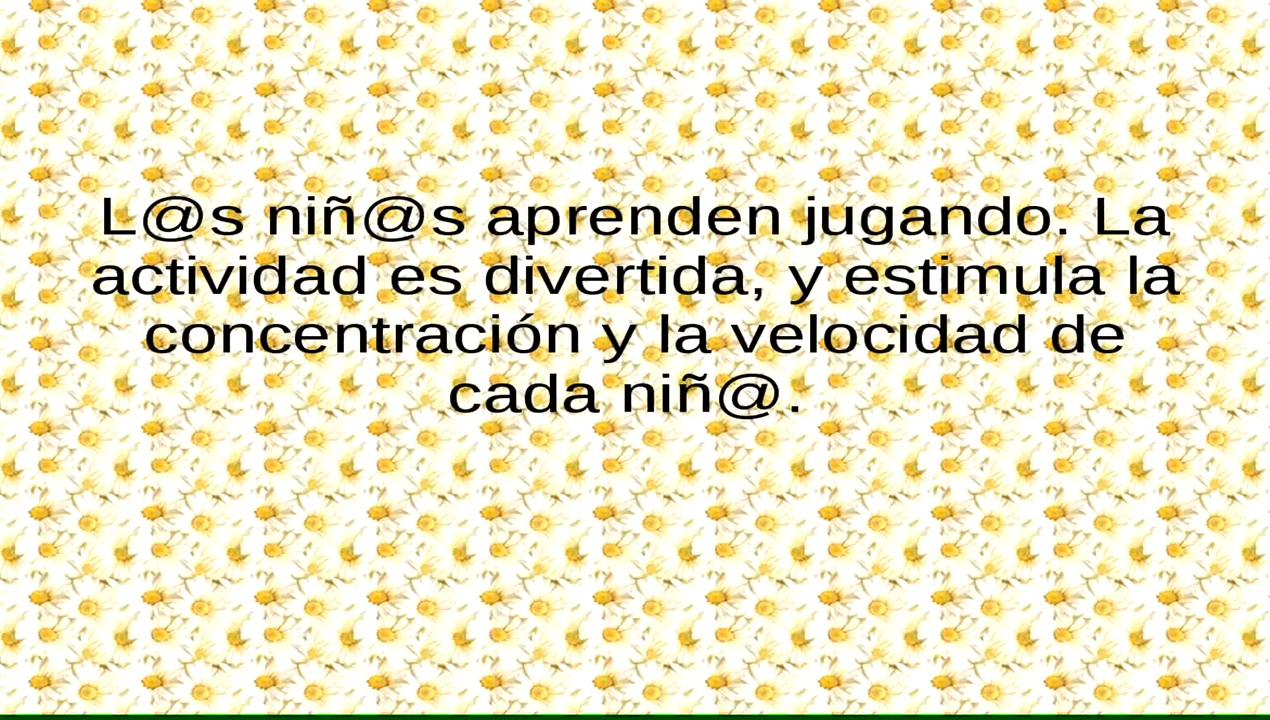 L@s niñ@s aprenden jugando. La
actividad es divertida, y estimula la
concentración y la velocidad de
cada niñ@.